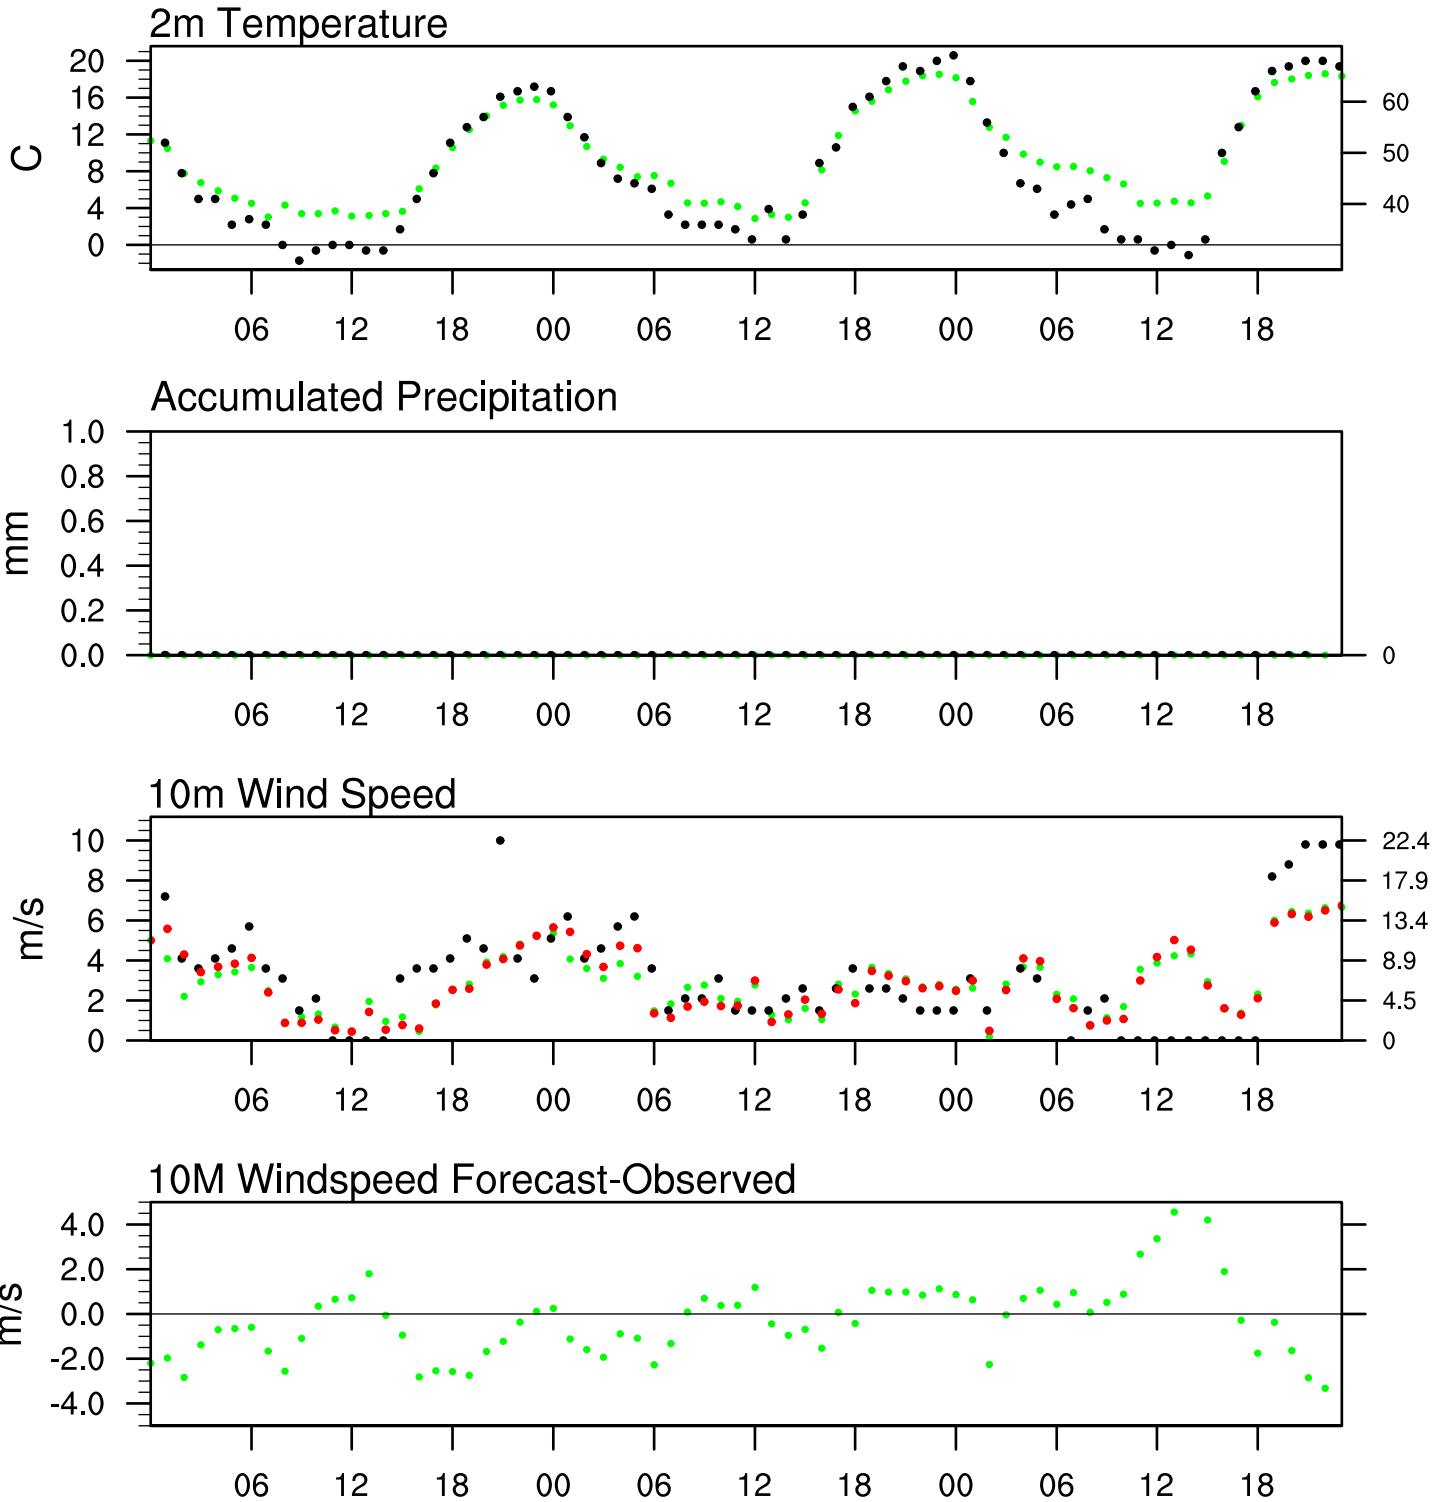 2m Temperature
20
16
12
8
4
0
C
60
50
40
06 12 18 00 06 12 18 00 06 12 18
Accumulated Precipitation
1.0
0.8
0.6
0.4
0.2
0.0
mm
0
06 12 18 00 06 12 18 00 06 12 18
10m Wind Speed
10
8
6
4
2
0
m/s
22.4
17.9
13.4
8.9
4.5
0
06 12 18 00 06 12 18 00 06 12 18
10M Windspeed Forecast-Observed
4.0
2.0
0.0
-2.0
-4.0
m/s
06 12 18 00 06 12 18 00 06 12 18